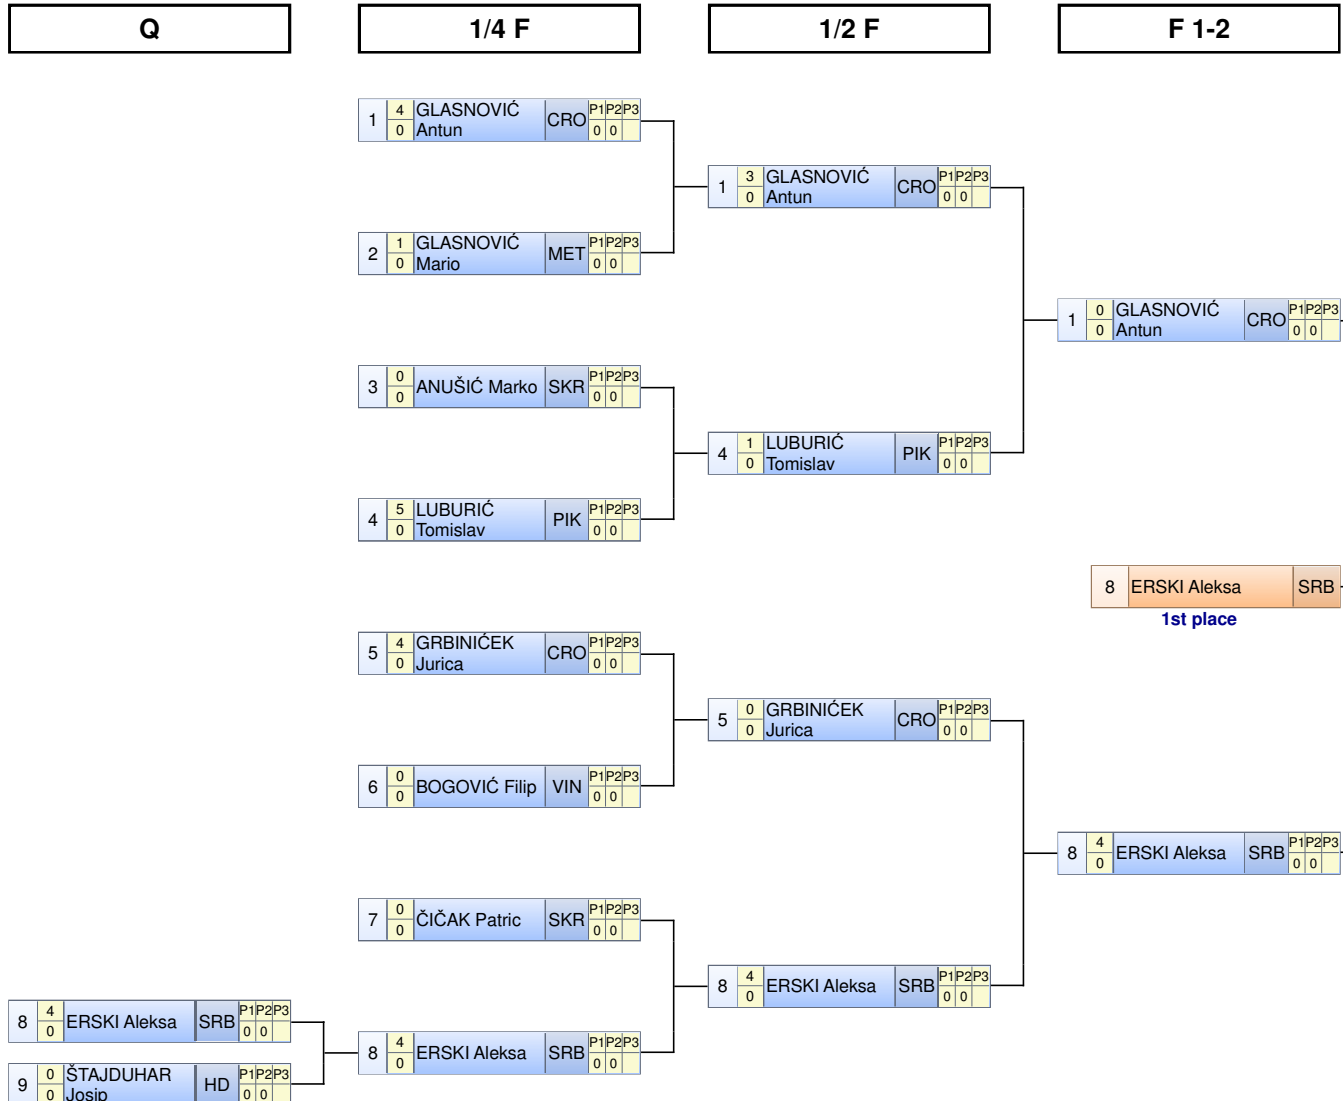 Q
1/4 F
1/2 F
F 1-2
1 4 0 GLASNOVIĆ Antun CRO P1 P2 P3 0 0
2 1 0 GLASNOVIĆ Mario MET P1 P2 P3 0 0
3 0 0 ANUŠIĆ Marko SKR P1 P2 P3 0 0
4 5 0 LUBURIĆ Tomislav PIK P1 P2 P3 0 0
5 4 0 GRBINIĆEK Jurica CRO P1 P2 P3 0 0
6 0 0 BOGOVIĆ Filip VIN P1 P2 P3 0 0
7 0 0 ČIČAK Patric SKR P1 P2 P3 0 0
8 4 0 ERSKI Aleksa SRB P1 P2 P3 0 0
8 4 0 ERSKI Aleksa SRB P1 P2 P3 0 0
9 0 0 ŠTAJDUHAR Josip HD P1 P2 P3 0 0
1 3 0 GLASNOVIĆ Antun CRO P1 P2 P3 0 0
4 1 0 LUBURIĆ Tomislav PIK P1 P2 P3 0 0
5 0 0 GRBINIĆEK Jurica CRO P1 P2 P3 0 0
8 4 0 ERSKI Aleksa SRB P1 P2 P3 0 0
1 0 0 GLASNOVIĆ Antun CRO P1 P2 P3 0 0
8 ERSKI Aleksa SRB
1st place
8 4 0 ERSKI Aleksa SRB P1 P2 P3 0 0